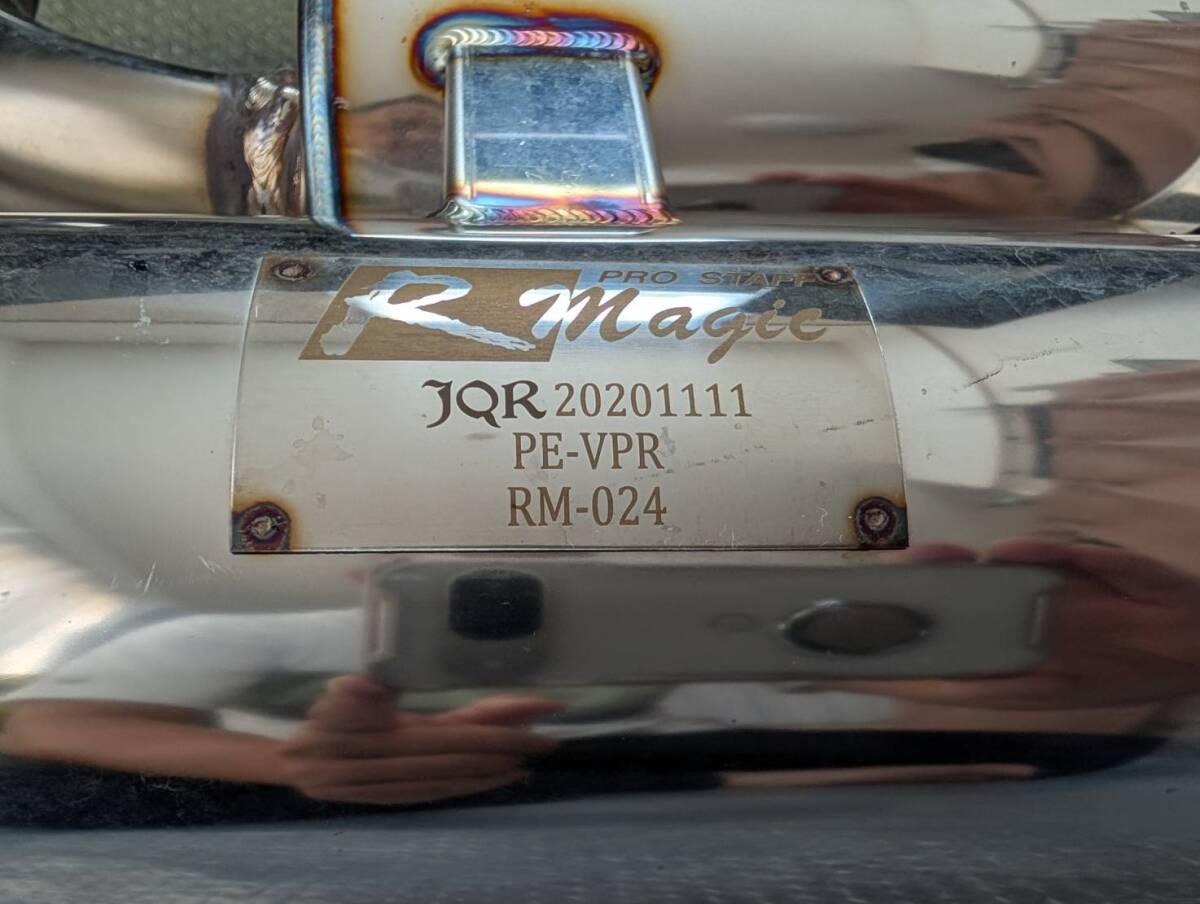 PRO STAFF
R Magic
JQR 20201111
PE-VPR
RM-024